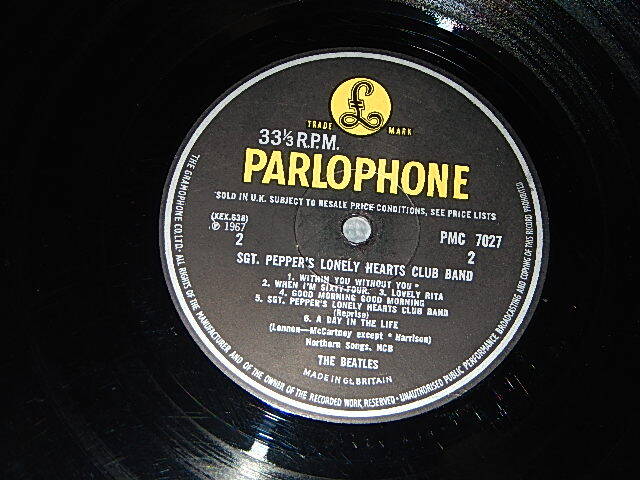 £
TRADE MARK
33⅓ R.P.M.
PARLOPHONE
SOLD IN U.K. SUBJECT TO RESALE PRICE CONDITIONS, SEE PRICE LISTS
(XEX.638)
℗ 1967
2
PMC 7027
2
SGT. PEPPER'S LONELY HEARTS CLUB BAND
1. WITHIN YOU WITHOUT YOU *
2. WHEN I'M SIXTY-FOUR. 3. LOVELY RITA
4. GOOD MORNING GOOD MORNING
5. SGT. PEPPER'S LONELY HEARTS CLUB BAND
(Reprise)
6. A DAY IN THE LIFE
(Lennon—McCartney except * Harrison)
Northern Songs, NCB
THE BEATLES
MADE IN GT. BRITAIN
THE GRAMOPHONE CO. LTD. · ALL RIGHTS OF THE MANUFACTURER AND OF THE OWNER OF THE RECORDED WORK RESERVED · UNAUTHORISED PUBLIC PERFORMANCE BROADCASTING AND COPYING OF THIS RECORD PROHIBITED